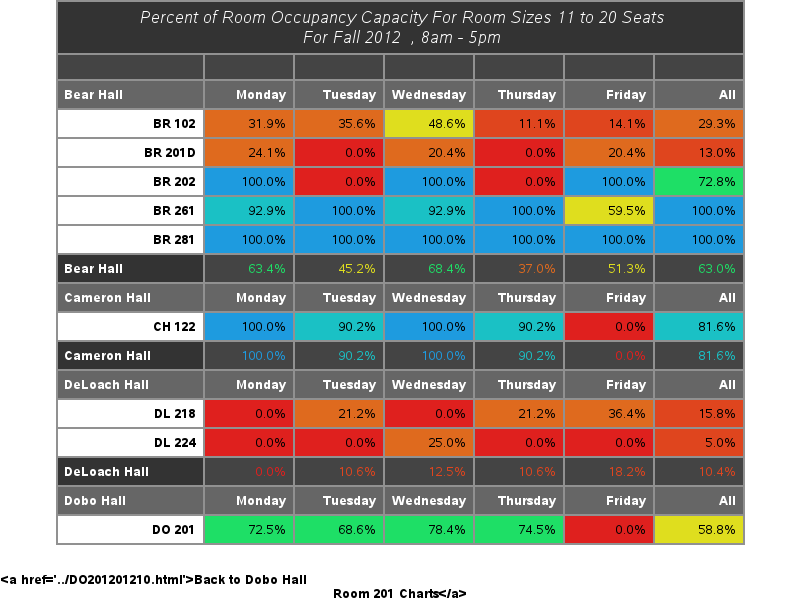 Percent of Room Occupancy Capacity For Room Sizes 11 to 20 Seats
For Fall 2012 , 8am - 5pm
Bear Hall Monday Tuesday Wednesday Thursday Friday All
BR 102 31.9% 35.6% 48.6% 11.1% 14.1% 29.3%
BR 201D 24.1% 0.0% 20.4% 0.0% 20.4% 13.0%
BR 202 100.0% 0.0% 100.0% 0.0% 100.0% 72.8%
BR 261 92.9% 100.0% 92.9% 100.0% 59.5% 100.0%
BR 281 100.0% 100.0% 100.0% 100.0% 100.0% 100.0%
Bear Hall 63.4% 45.2% 68.4% 37.0% 51.3% 63.0%
Cameron Hall Monday Tuesday Wednesday Thursday Friday All
CH 122 100.0% 90.2% 100.0% 90.2% 0.0% 81.6%
Cameron Hall 100.0% 90.2% 100.0% 90.2% 0.0% 81.6%
DeLoach Hall Monday Tuesday Wednesday Thursday Friday All
DL 218 0.0% 21.2% 0.0% 21.2% 36.4% 15.8%
DL 224 0.0% 0.0% 25.0% 0.0% 0.0% 5.0%
DeLoach Hall 0.0% 10.6% 12.5% 10.6% 18.2% 10.4%
Dobo Hall Monday Tuesday Wednesday Thursday Friday All
DO 201 72.5% 68.6% 78.4% 74.5% 0.0% 58.8%
<a href='../DO201201210.html'>Back to Dobo Hall
Room 201 Charts</a>